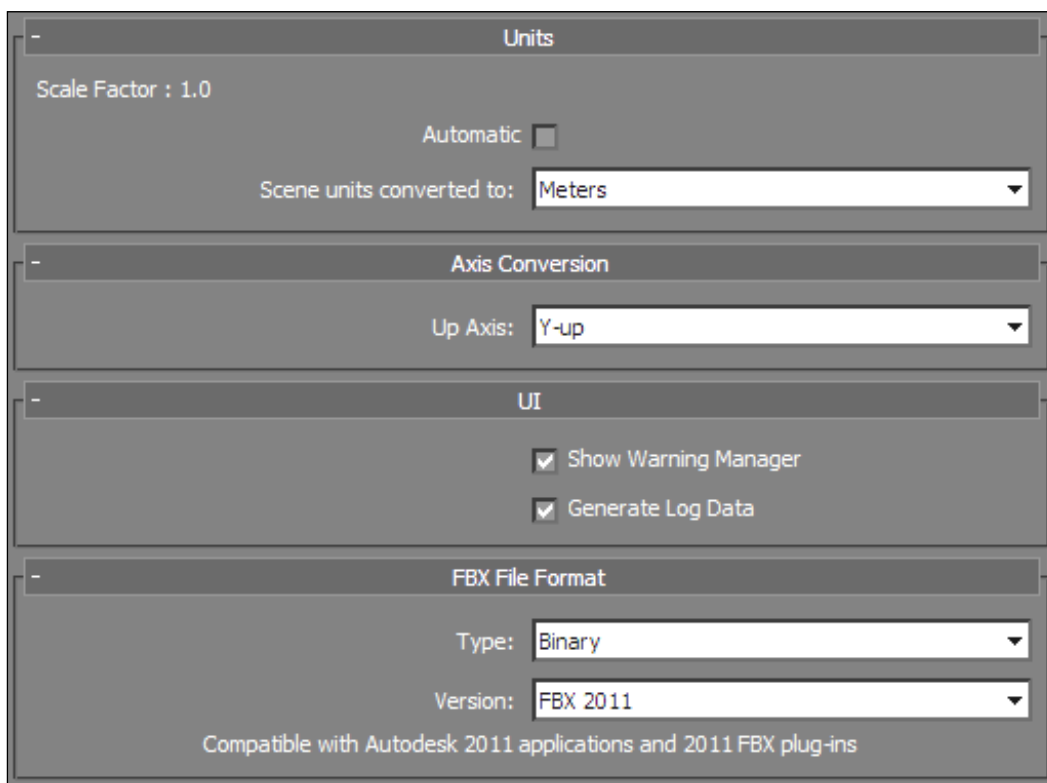 - Units
Scale Factor : 1.0
Automatic
Scene units converted to: Meters
- Axis Conversion
Up Axis: Y-up
- UI
Show Warning Manager
Generate Log Data
- FBX File Format
Type: Binary
Version: FBX 2011
Compatible with Autodesk 2011 applications and 2011 FBX plug-ins